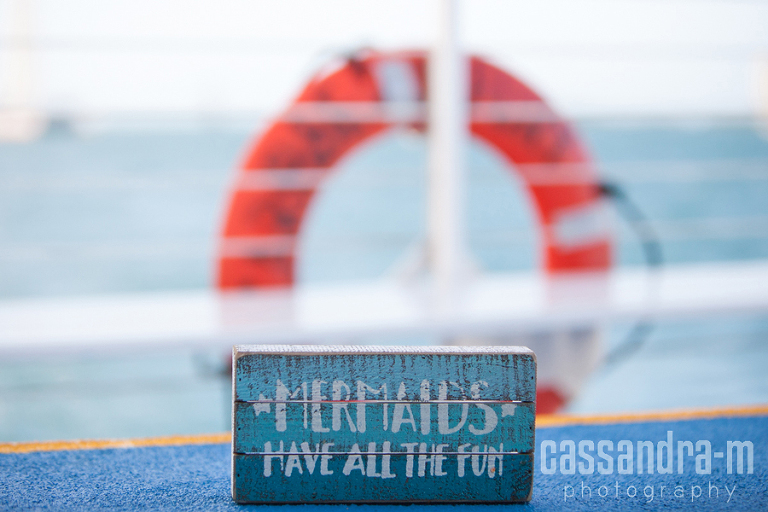 ★MERMAIDS★
HAVE ALL THE FUN
cassandra-m
photography